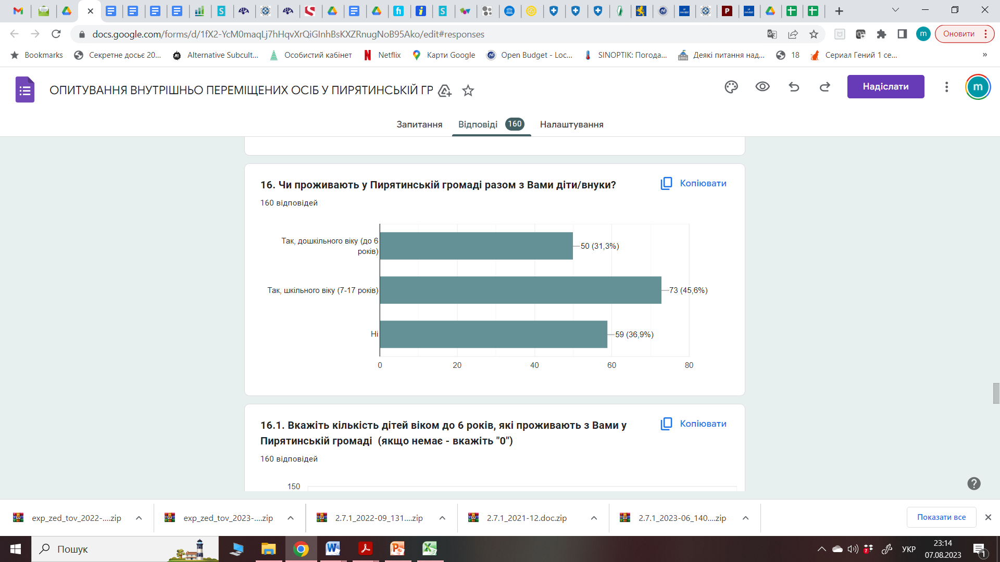 docs.google.com/forms/d/1fX2-YcM0maqLj7hHqvXrQiGInhBsKXZRnugNoB95Ako/edit#responses
Оновити
Bookmarks Секретне досьє 20... Alternative Subcult... Особистий кабінет Netflix Карти Google Open Budget - Loc... SINOPTIK: Погода... Деякі питання над... 18 Сериал Гений 1 се... »
ОПИТУВАННЯ ВНУТРІШНЬО ПЕРЕМІЩЕНИХ ОСІБ У ПИРЯТИНСЬКІЙ ГР
Надіслати
m
Запитання Відповіді 160 Налаштування
16. Чи проживають у Пирятинській громаді разом з Вами діти/внуки?
Копіювати
160 відповідей
Так, дошкільного віку (до 6
років)
50 (31,3%)
Так, шкільного віку (7-17 років)
73 (45,6%)
Ні
59 (36,9%)
0 20 40 60 80
16.1. Вкажіть кількість дітей віком до 6 років, які проживають з Вами у
Пирятинській громаді (якщо немає - вкажіть "0")
Копіювати
160 відповідей
150
exp_zed_tov_2022-....zip exp_zed_tov_2023-....zip 2.7.1_2022-09_131....zip 2.7.1_2021-12.doc.zip 2.7.1_2023-06_140....zip Показати все
Пошук
УКР
23:14
07.08.2023
1